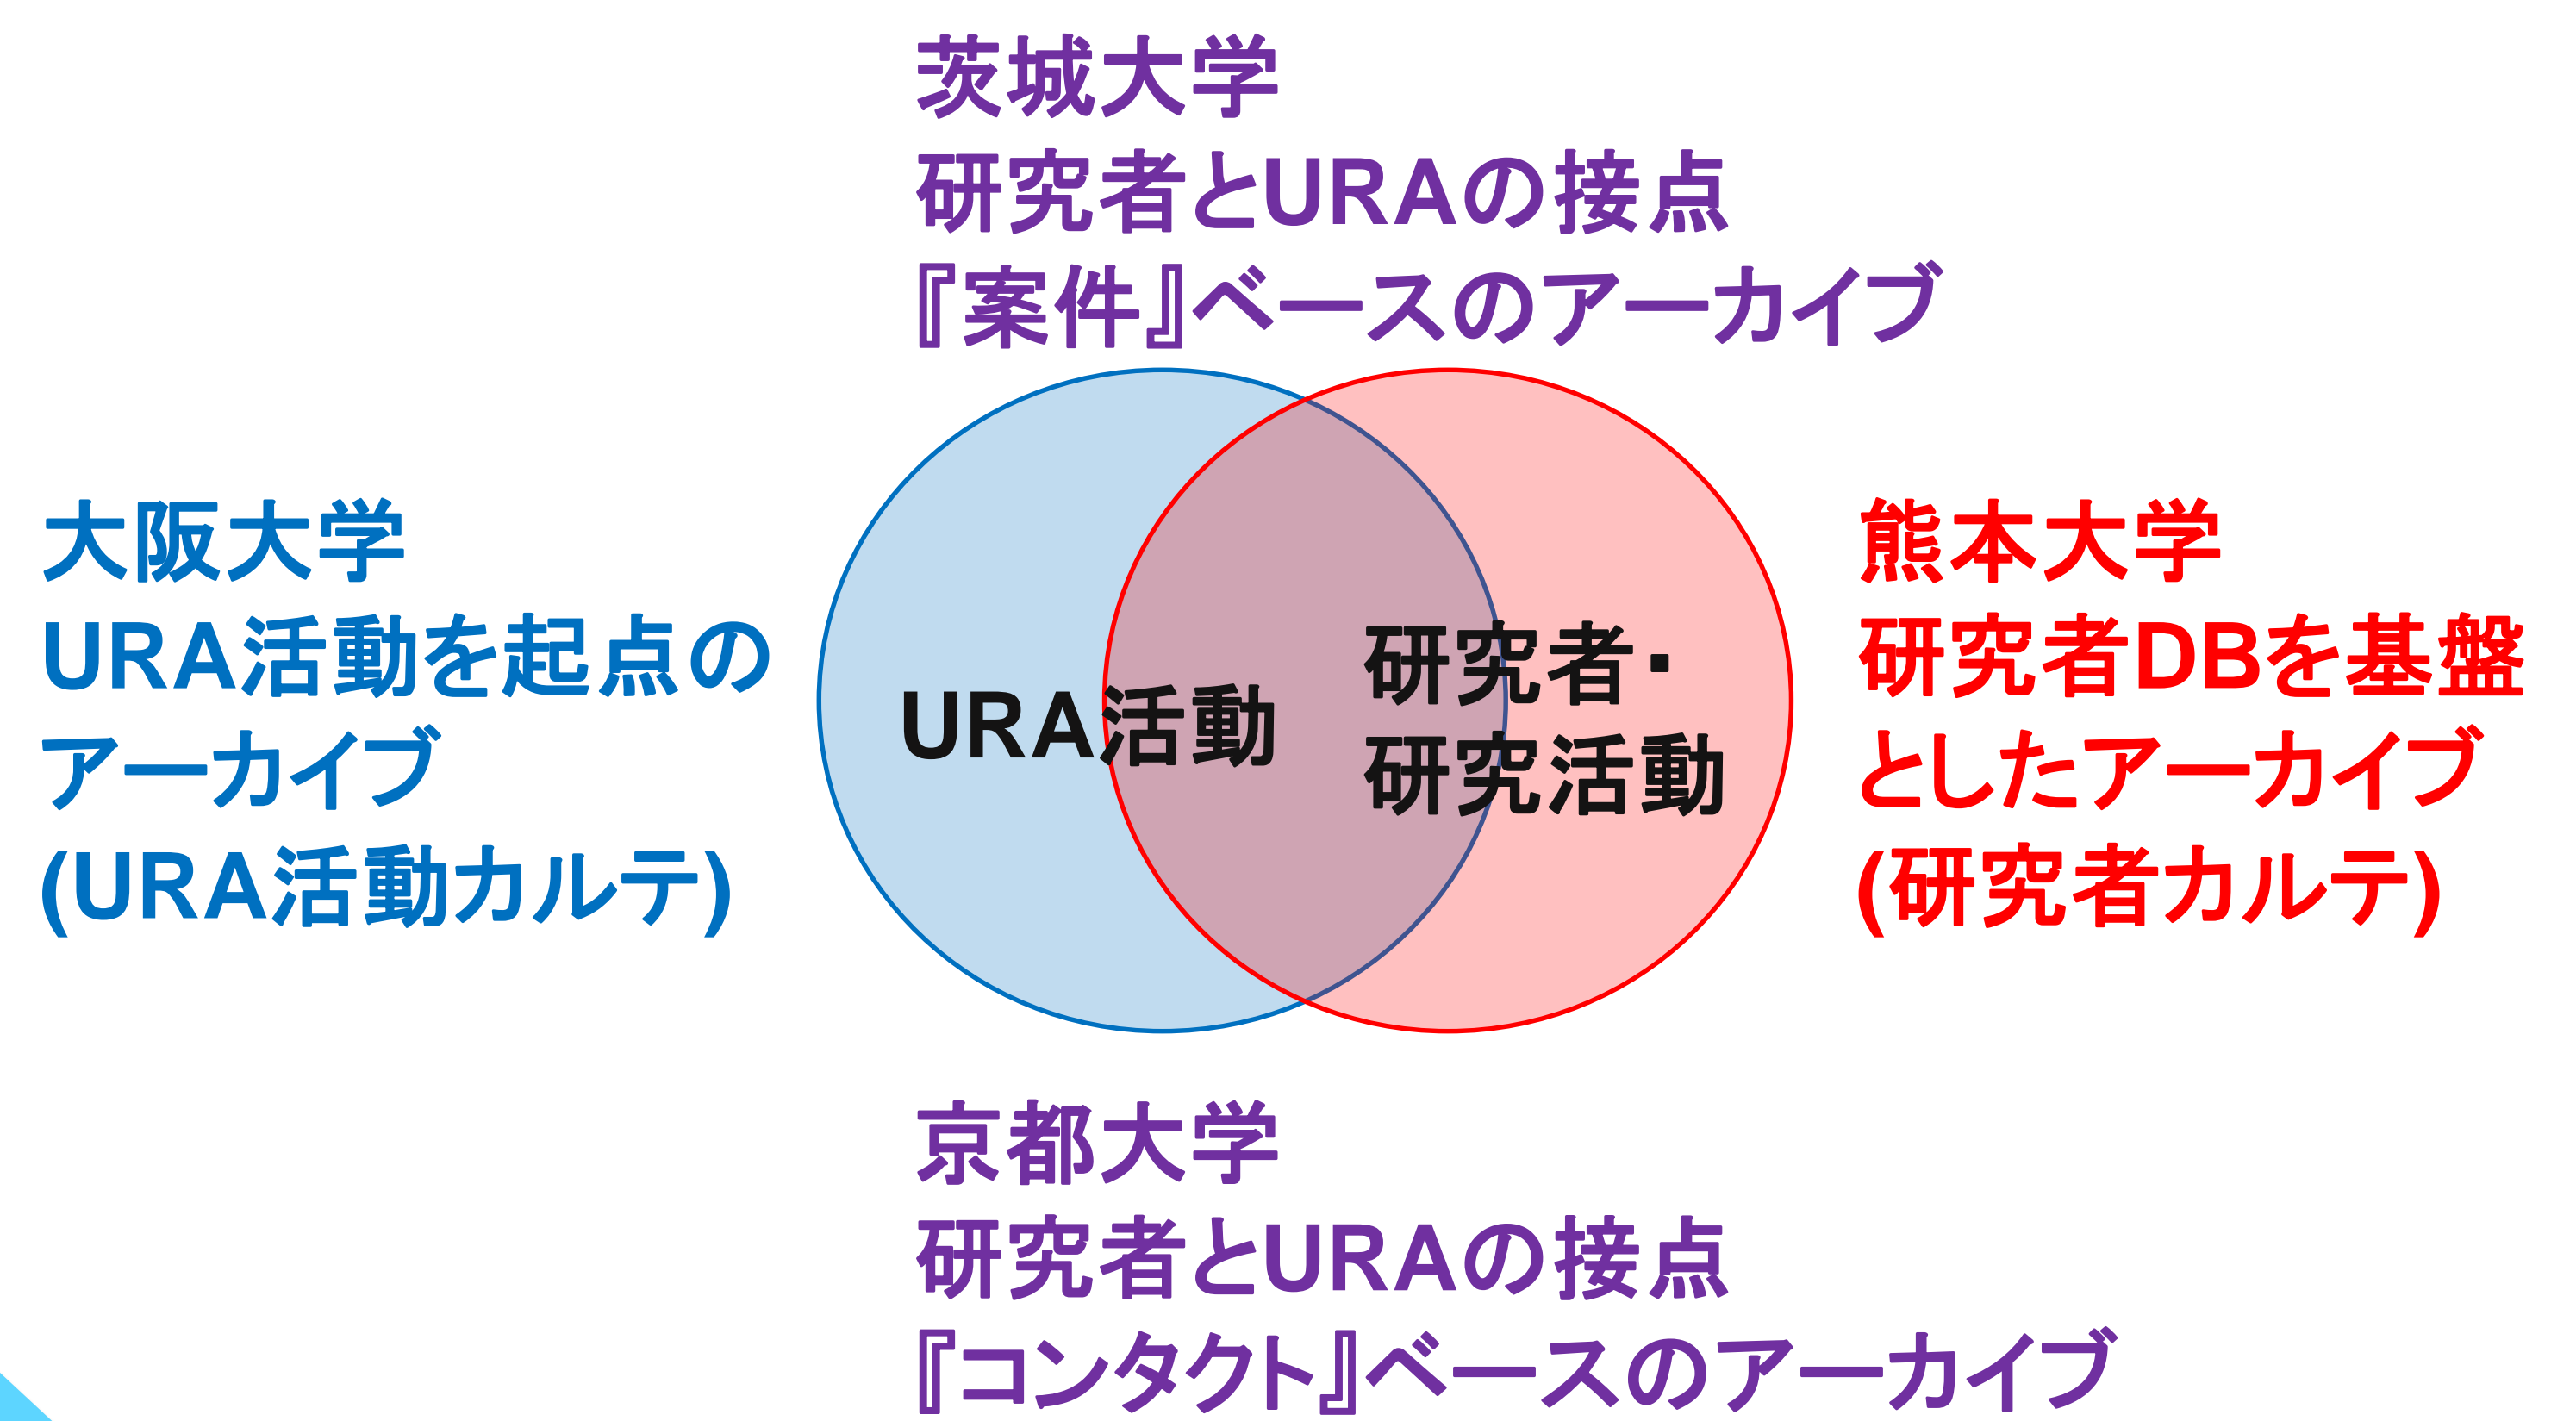 茨城大学
研究者とURAの接点
『案件』ベースのアーカイブ
大阪大学
URA活動を起点の
アーカイブ
(URA活動カルテ)
URA活動
研究者・
研究活動
熊本大学
研究者DBを基盤
としたアーカイブ
(研究者カルテ)
京都大学
研究者とURAの接点
『コンタクト』ベースのアーカイブ